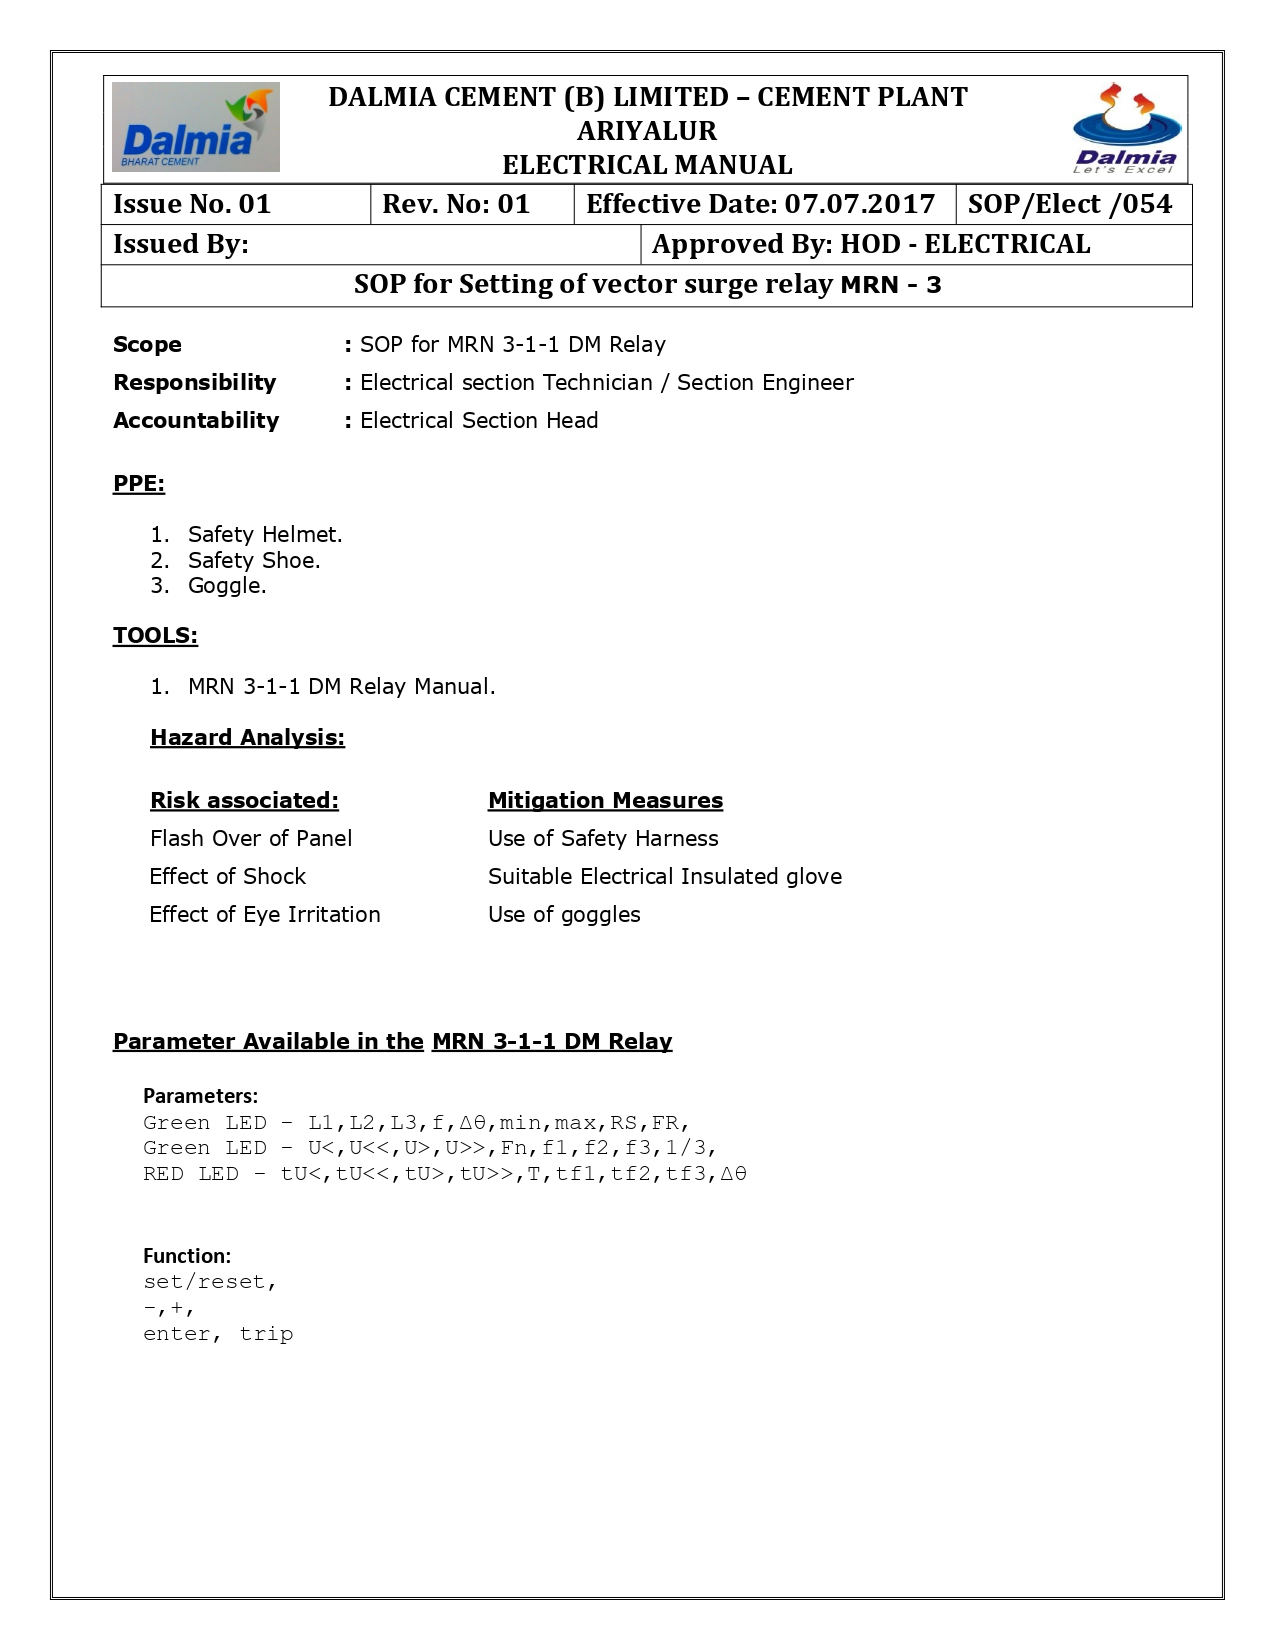 Dalmia
BHARAT CEMENT
DALMIA CEMENT (B) LIMITED – CEMENT PLANT
ARIYALUR
ELECTRICAL MANUAL
Dalmia
Let's Excel
Issue No. 01 Rev. No: 01 Effective Date: 07.07.2017 SOP/Elect /054
Issued By: Approved By: HOD - ELECTRICAL
SOP for Setting of vector surge relay MRN - 3
Scope : SOP for MRN 3-1-1 DM Relay
Responsibility : Electrical section Technician / Section Engineer
Accountability : Electrical Section Head
PPE:
1. Safety Helmet.
2. Safety Shoe.
3. Goggle.
TOOLS:
1. MRN 3-1-1 DM Relay Manual.
Hazard Analysis:
Risk associated: Mitigation Measures
Flash Over of Panel Use of Safety Harness
Effect of Shock Suitable Electrical Insulated glove
Effect of Eye Irritation Use of goggles
Parameter Available in the MRN 3-1-1 DM Relay
Parameters:
Green LED – L1,L2,L3,f,Δθ,min,max,RS,FR,
Green LED – U<,U<<,U>,U>>,Fn,f1,f2,f3,1/3,
RED LED – tU<,tU<<,tU>,tU>>,T,tf1,tf2,tf3,Δθ
Function:
set/reset,
-,+,
enter, trip